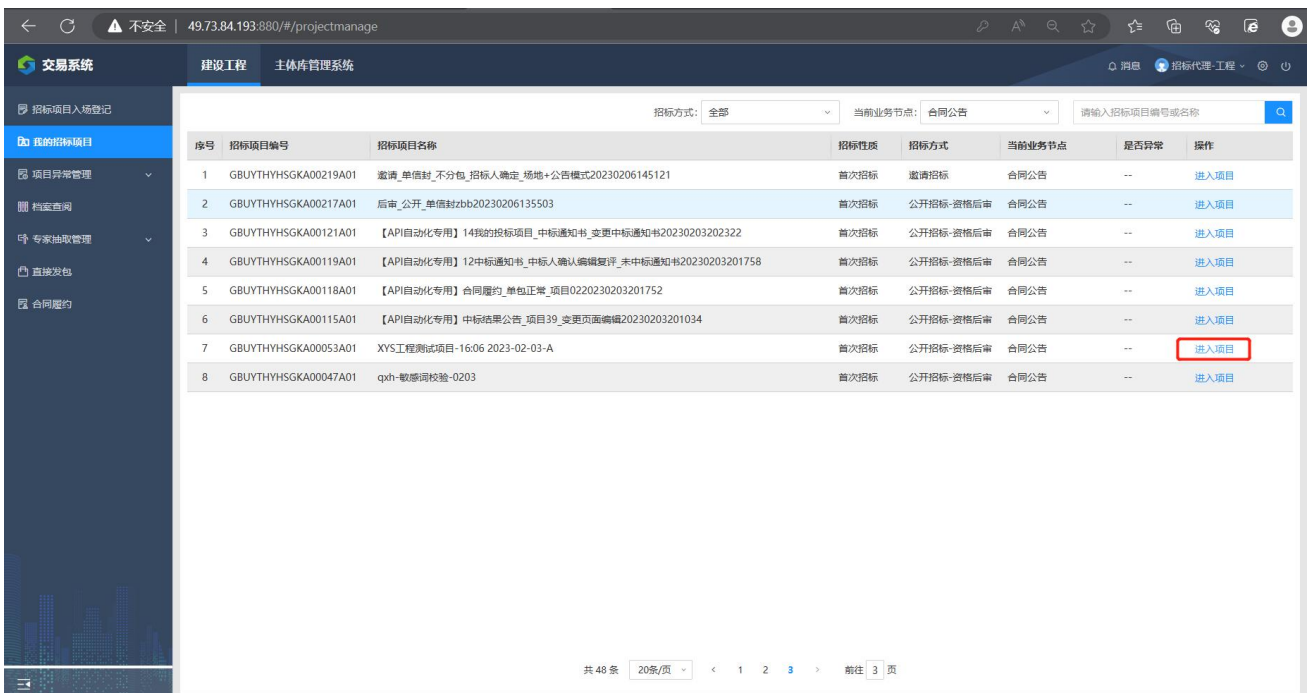 不安全 | 49.73.84.193:880/#/projectmanage
交易系统 建设工程 主体库管理系统 消息 招标代理-工程
招标项目入场登记
我的招标项目
项目异常管理
档案查阅
专家抽取管理
直接发包
合同履约
招标方式: 全部 当前业务节点: 合同公告 请输入招标项目编号或名称
序号 招标项目编号 招标项目名称 招标性质 招标方式 当前业务节点 是否异常 操作
1 GBUYTHYHSGKA00219A01 邀请_单信封_不分包_招标人确定_场地+公告模式20230206145121 首次招标 邀请招标 合同公告 -- 进入项目
2 GBUYTHYHSGKA00217A01 后审_公开_单信封zbb20230206135503 首次招标 公开招标-资格后审 合同公告 -- 进入项目
3 GBUYTHYHSGKA00121A01 【API自动化专用】14我的投标项目_中标通知书_变更中标通知书20230203202322 首次招标 公开招标-资格后审 合同公告 -- 进入项目
4 GBUYTHYHSGKA00119A01 【API自动化专用】12中标通知书_中标人确认编辑复评_未中标通知书20230203201758 首次招标 公开招标-资格后审 合同公告 -- 进入项目
5 GBUYTHYHSGKA00118A01 【API自动化专用】合同履约_单包正常_项目0220230203201752 首次招标 公开招标-资格后审 合同公告 -- 进入项目
6 GBUYTHYHSGKA00115A01 【API自动化专用】中标结果公告_项目39_变更页面编辑20230203201034 首次招标 公开招标-资格后审 合同公告 -- 进入项目
7 GBUYTHYHSGKA00053A01 XYS工程测试项目-16:06 2023-02-03-A 首次招标 公开招标-资格后审 合同公告 -- 进入项目
8 GBUYTHYHSGKA00047A01 qxh-敏感词校验-0203 首次招标 公开招标-资格后审 合同公告 -- 进入项目
共 48 条 20条/页 < 1 2 3 > 前往 3 页